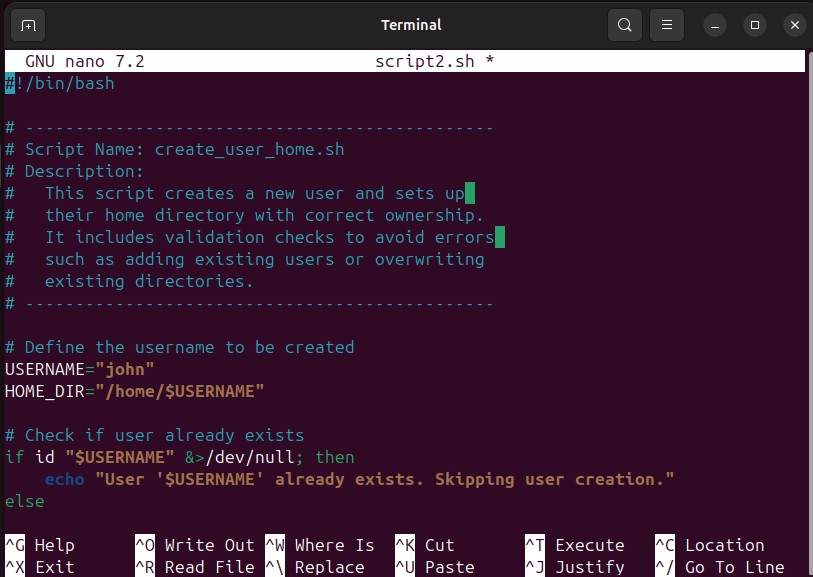 Terminal
GNU nano 7.2 script2.sh *
#!/bin/bash
# -----------------------------------------------
# Script Name: create_user_home.sh
# Description:
#   This script creates a new user and sets up
#   their home directory with correct ownership.
#   It includes validation checks to avoid errors
#   such as adding existing users or overwriting
#   existing directories.
# -----------------------------------------------
# Define the username to be created
USERNAME="john"
HOME_DIR="/home/$USERNAME"
# Check if user already exists
if id "$USERNAME" &>/dev/null; then
    echo "User '$USERNAME' already exists. Skipping user creation."
else
^G Help ^O Write Out ^W Where Is ^K Cut ^T Execute ^C Location
^X Exit ^R Read File ^\ Replace ^U Paste ^J Justify ^/ Go To Line